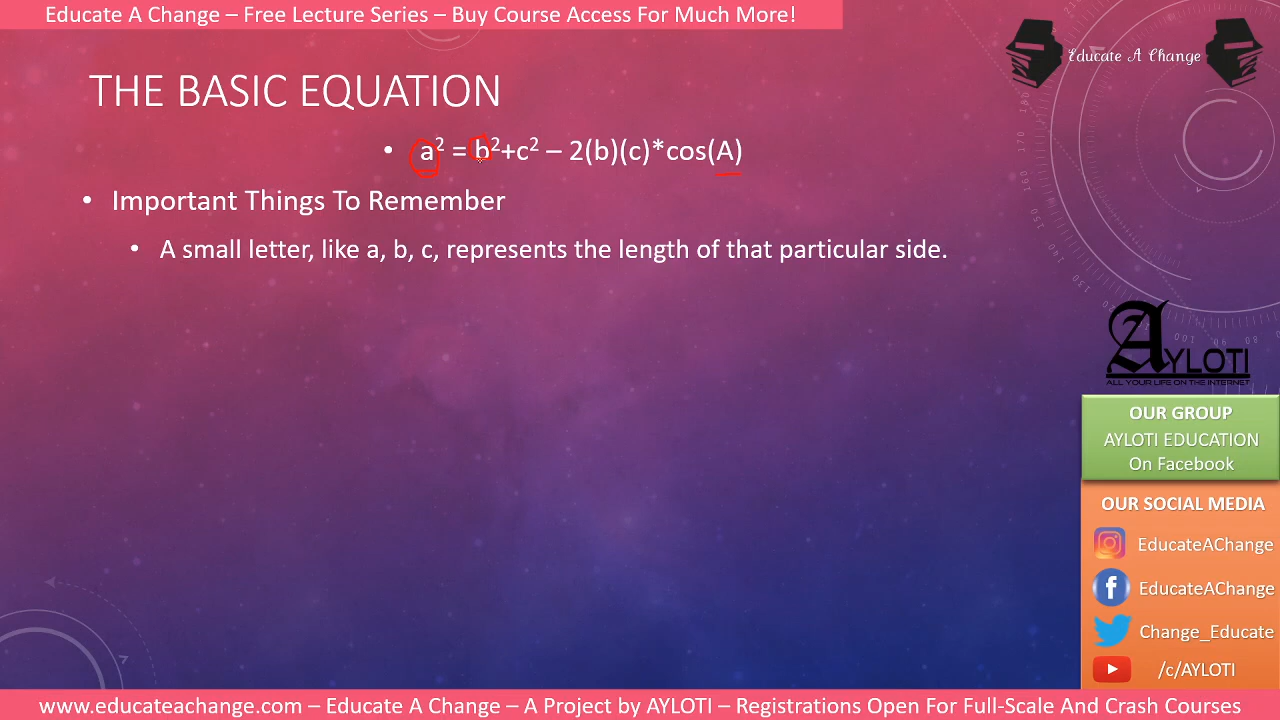 Educate A Change – Free Lecture Series – Buy Course Access For Much More!
Educate A Change
THE BASIC EQUATION
• a² = b²+c² – 2(b)(c)*cos(A)
• Important Things To Remember
• A small letter, like a, b, c, represents the length of that particular side.
AYLOTI
ALL YOUR LIFE ON THE INTERNET
OUR GROUP
AYLOTI EDUCATION
On Facebook
OUR SOCIAL MEDIA
EducateAChange
EducateAChange
Change_Educate
/c/AYLOTI
www.educateachange.com – Educate A Change – A Project by AYLOTI – Registrations Open For Full-Scale And Crash Courses